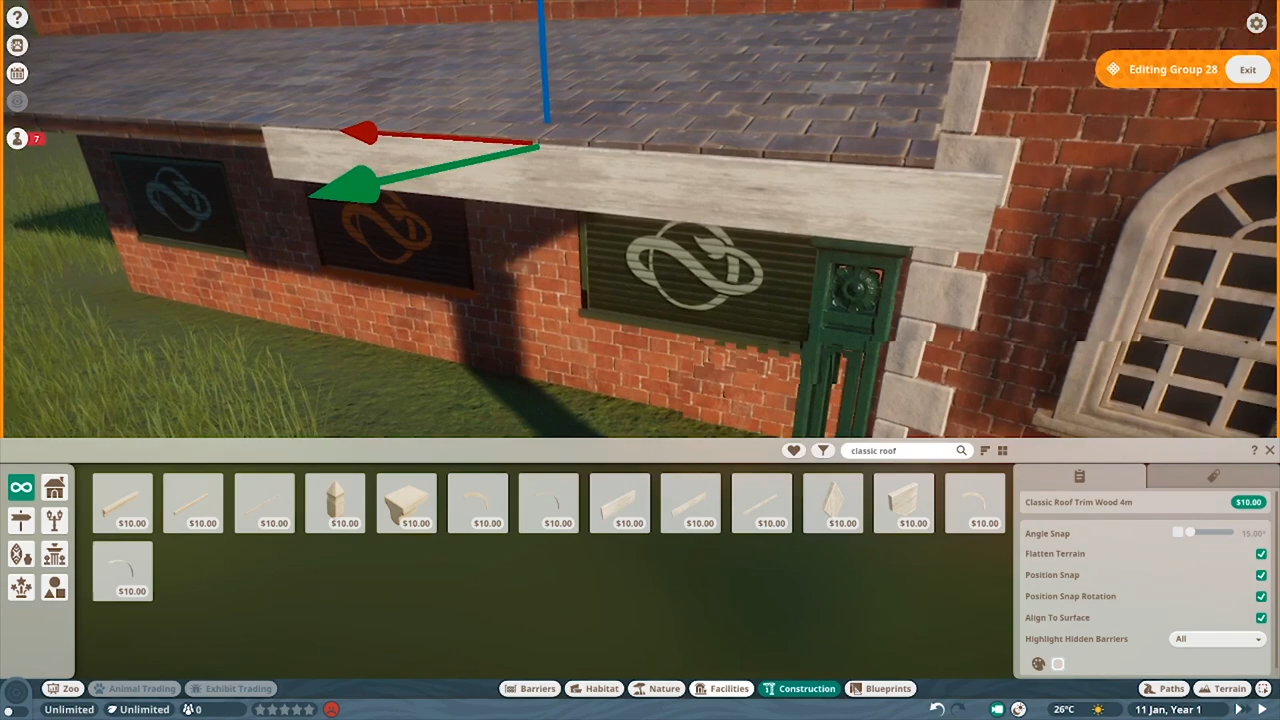 ?
Editing Group 28
Exit
7
classic roof
?
$10.00 $10.00 $10.00 $10.00 $10.00 $10.00 $10.00 $10.00 $10.00 $10.00 $10.00 $10.00 $10.00
$10.00
Classic Roof Trim Wood 4m $10.00
Angle Snap 15.00°
Flatten Terrain
Position Snap
Position Snap Rotation
Align To Surface
Highlight Hidden Barriers All
Zoo Animal Trading Exhibit Trading Barriers Habitat Nature Facilities Construction Blueprints Paths Terrain
Unlimited Unlimited 0 26°C 11 Jan, Year 1